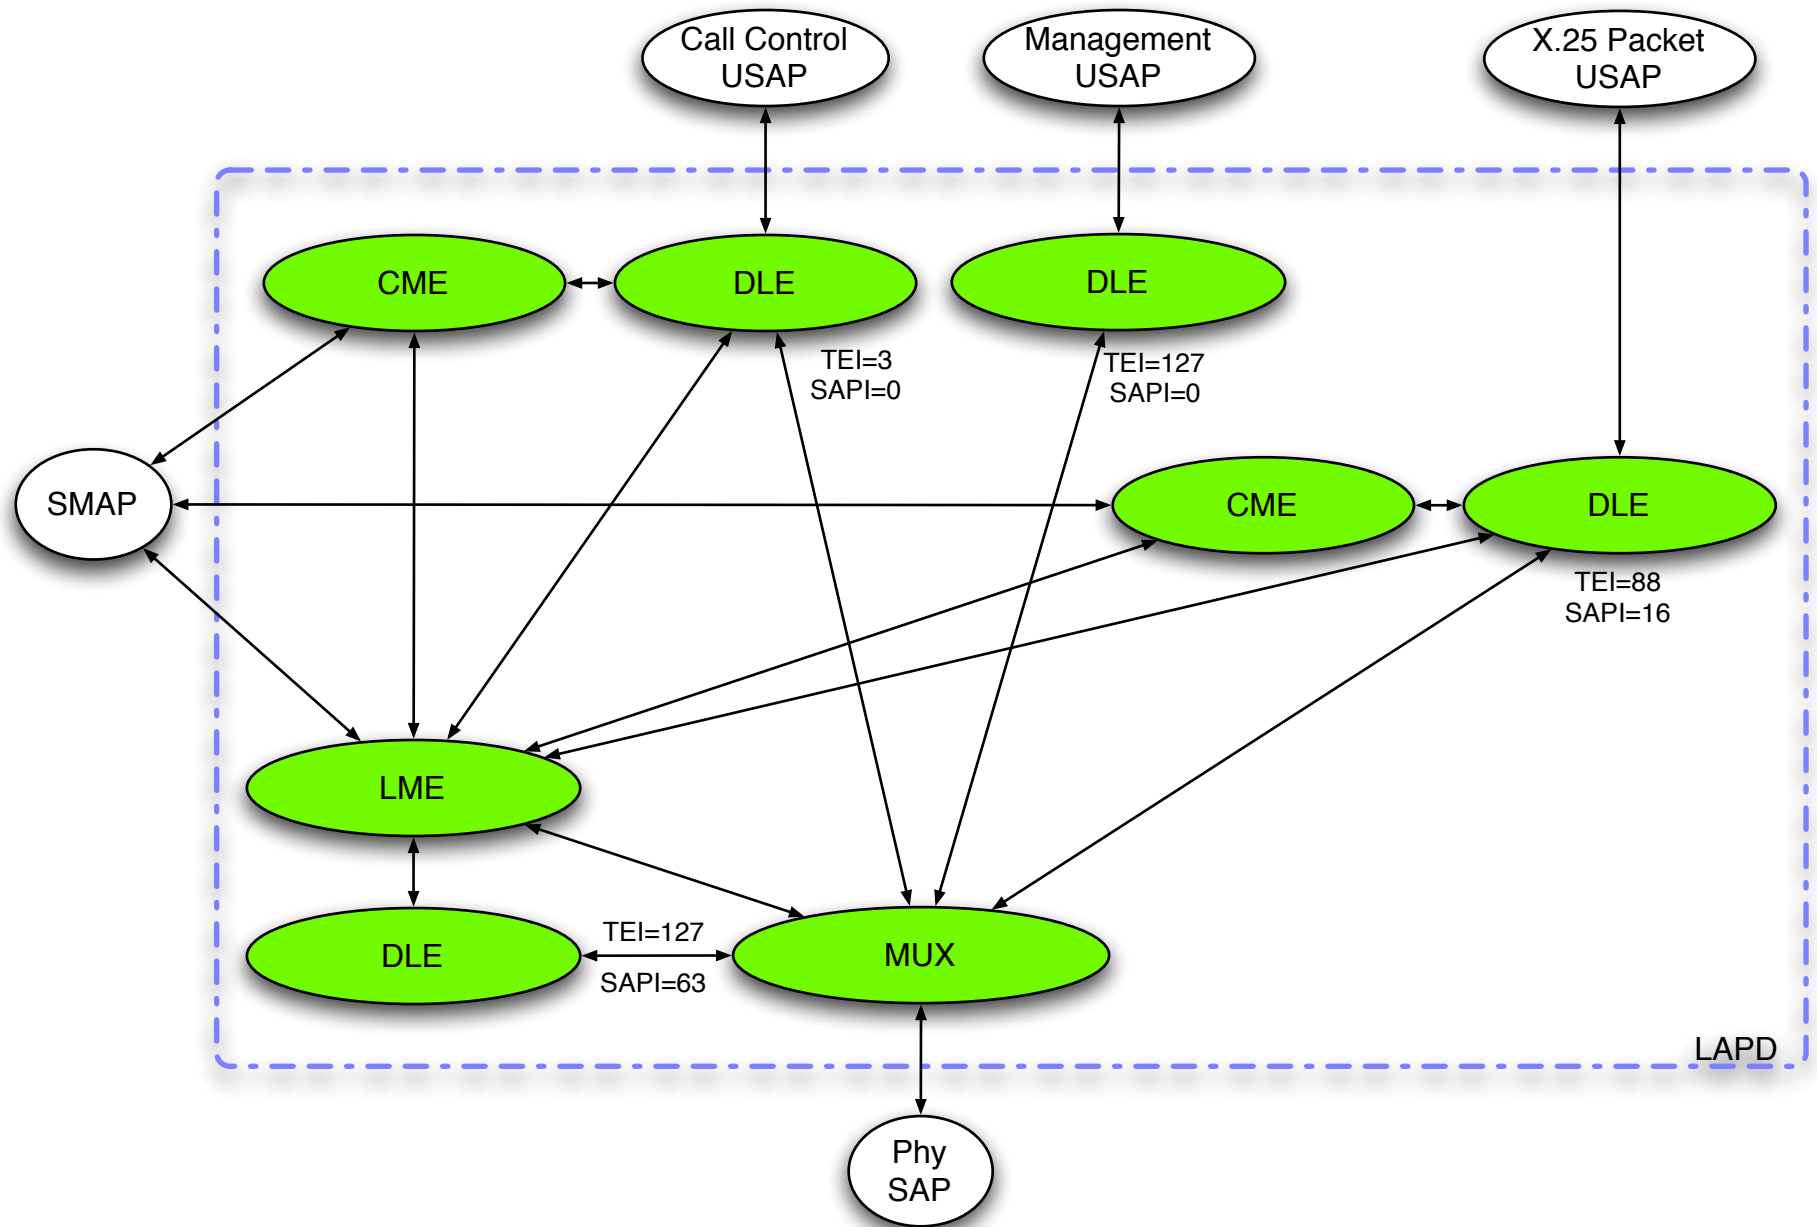 Call Control
USAP
Management
USAP
X.25 Packet
USAP
CME
DLE
DLE
TEI=3
SAPI=0
TEI=127
SAPI=0
SMAP
CME
DLE
TEI=88
SAPI=16
LME
DLE
TEI=127
SAPI=63
MUX
LAPD
Phy
SAP